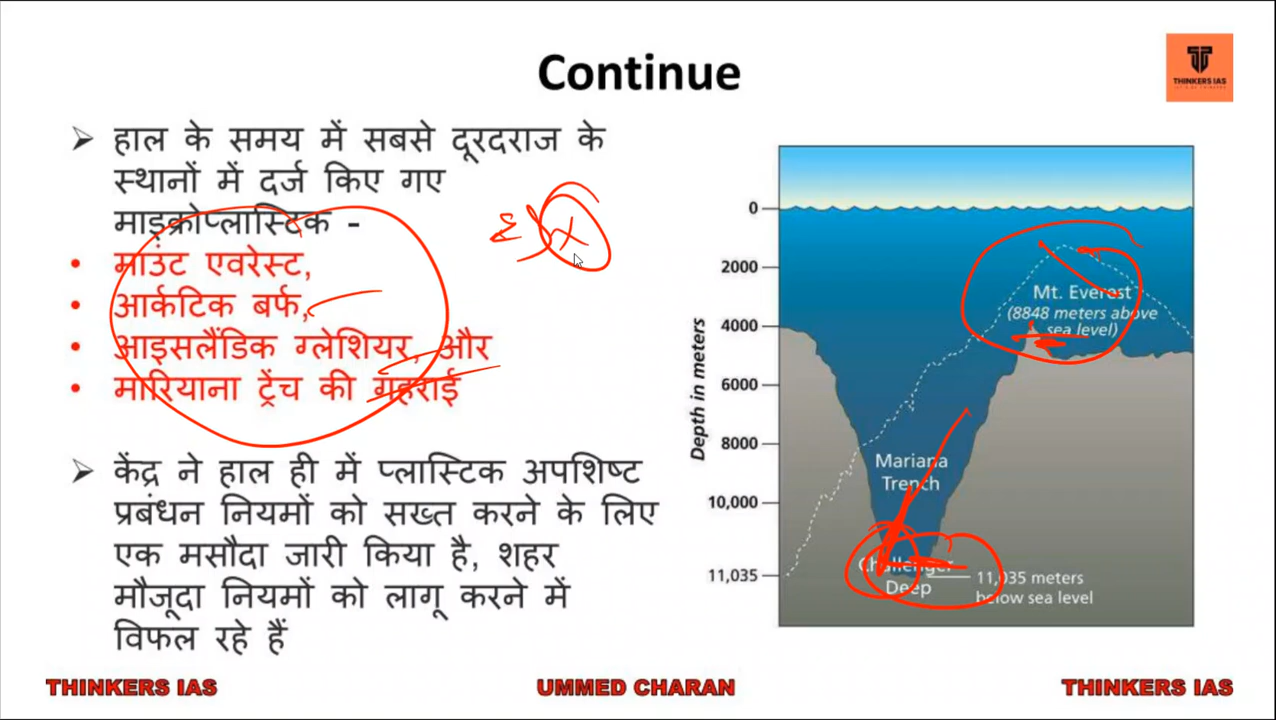 Continue
THINKERS IAS
हाल के समय में सबसे दूरदराज के
स्थानों में दर्ज किए गए
माइक्रोप्लास्टिक -
माउंट एवरेस्ट,
आर्कटिक बर्फ,
आइसलैंडिक ग्लेशियर, और
मारियाना ट्रेंच की गहराई
केंद्र ने हाल ही में प्लास्टिक अपशिष्ट
प्रबंधन नियमों को सख्त करने के लिए
एक मसौदा जारी किया है, शहर
मौजूदा नियमों को लागू करने में
विफल रहे हैं
Depth in meters
0
2000
4000
6000
8000
10,000
11,035
Mt. Everest
(8848 meters above
sea level)
Mariana
Trench
Challenger
Deep
11,035 meters
below sea level
THINKERS IAS
UMMED CHARAN
THINKERS IAS